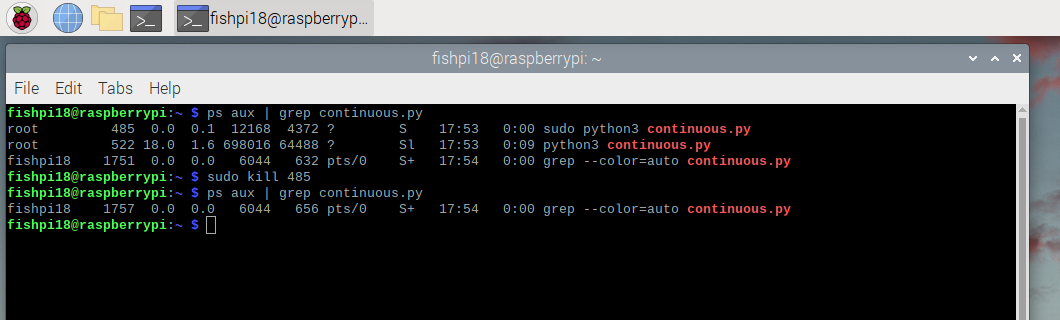 fishpi18@raspberryp...
fishpi18@raspberrypi: ~
File Edit Tabs Help
fishpi18@raspberrypi:~ $ ps aux | grep continuous.py
root       485  0.0  0.1  12168  4372 ?        S    17:53   0:00 sudo python3 continuous.py
root       522 18.0  1.6 698016 64488 ?        Sl   17:53   0:09 python3 continuous.py
fishpi18  1751  0.0  0.0   6044   632 pts/0    S+   17:54   0:00 grep --color=auto continuous.py
fishpi18@raspberrypi:~ $ sudo kill 485
fishpi18@raspberrypi:~ $ ps aux | grep continuous.py
fishpi18  1757  0.0  0.0   6044   656 pts/0    S+   17:54   0:00 grep --color=auto continuous.py
fishpi18@raspberrypi:~ $